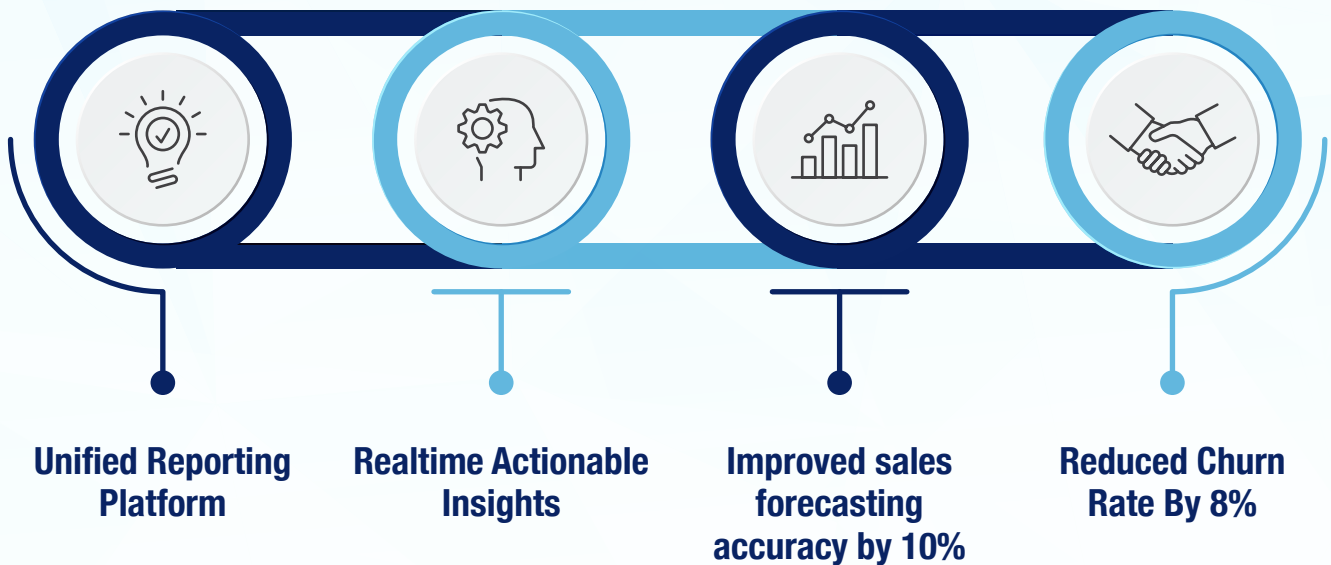 Unified Reporting
Platform
Realtime Actionable
Insights
Improved sales
forecasting
accuracy by 10%
Reduced Churn
Rate By 8%